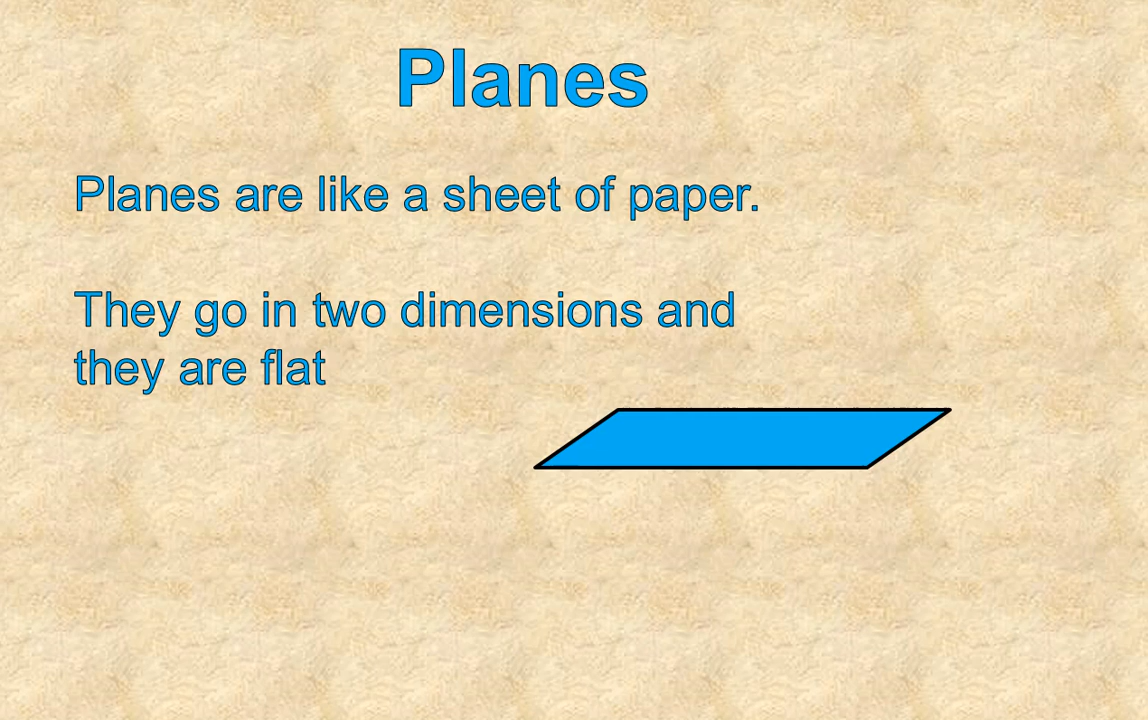 Planes
Planes are like a sheet of paper.
They go in two dimensions and
they are flat